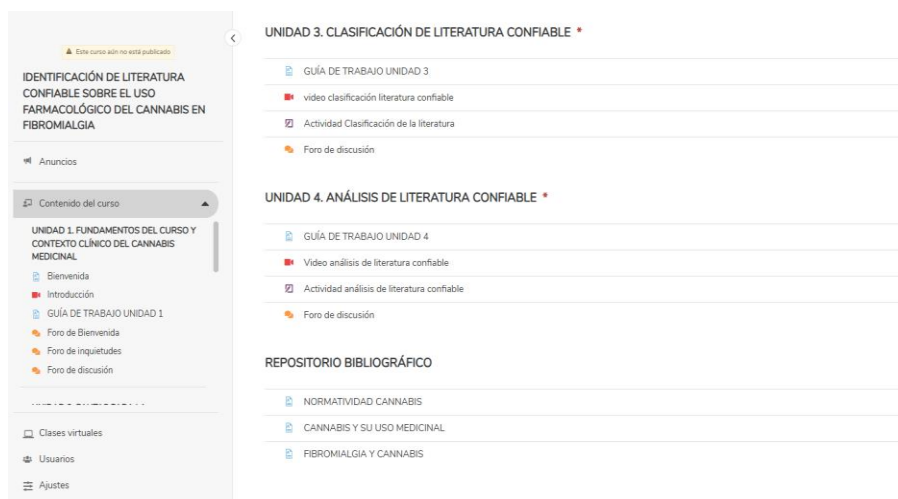 Este curso aún no está publicado
IDENTIFICACIÓN DE LITERATURA
CONFIABLE SOBRE EL USO
FARMACOLÓGICO DEL CANNABIS EN
FIBROMIALGIA
Anuncios
Contenido del curso
UNIDAD 1. FUNDAMENTOS DEL CURSO Y
CONTEXTO CLÍNICO DEL CANNABIS
MEDICINAL
Bienvenida
Introducción
GUÍA DE TRABAJO UNIDAD 1
Foro de Bienvenida
Foro de inquietudes
Foro de discusión
Clases virtuales
Usuarios
Ajustes
UNIDAD 3. CLASIFICACIÓN DE LITERATURA CONFIABLE *
GUÍA DE TRABAJO UNIDAD 3
video clasificación literatura confiable
Actividad Clasificación de la literatura
Foro de discusión
UNIDAD 4. ANÁLISIS DE LITERATURA CONFIABLE *
GUÍA DE TRABAJO UNIDAD 4
Video análisis de literatura confiable
Actividad análisis de literatura confiable
Foro de discusión
REPOSITORIO BIBLIOGRÁFICO
NORMATIVIDAD CANNABIS
CANNABIS Y SU USO MEDICINAL
FIBROMIALGIA Y CANNABIS